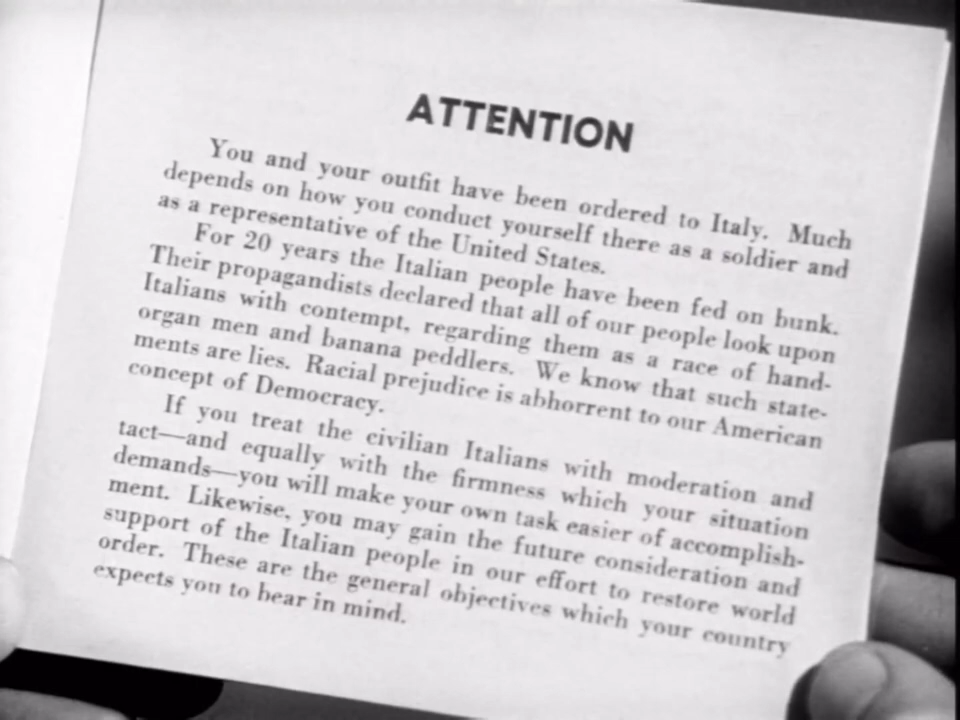 ATTENTION
You and your outfit have been ordered to Italy. Much
depends on how you conduct yourself there as a soldier and
as a representative of the United States.
For 20 years the Italian people have been fed on bunk.
Their propagandists declared that all of our people look upon
Italians with contempt, regarding them as a race of hand-
organ men and banana peddlers. We know that such state-
ments are lies. Racial prejudice is abhorrent to our American
concept of Democracy.
If you treat the civilian Italians with moderation and
tact—and equally with the firmness which your situation
demands—you will make your own task easier of accomplish-
ment. Likewise, you may gain the future consideration and
support of the Italian people in our effort to restore world
order. These are the general objectives which your country
expects you to bear in mind.